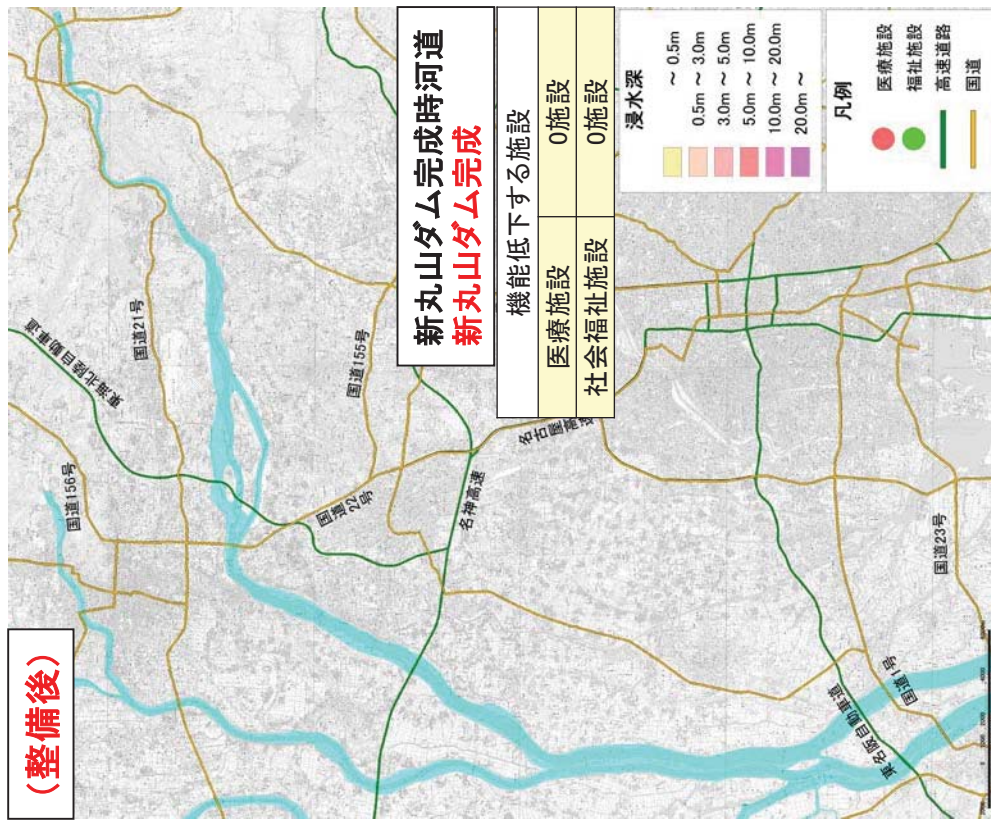 (整備後)
新丸山ダム完成時河道
新丸山ダム完成
機能低下する施設
医療施設 0施設
社会福祉施設 0施設
浸水深
~ 0.5m
0.5m ~ 3.0m
3.0m ~ 5.0m
5.0m ~ 10.0m
10.0m ~ 20.0m
20.0m ~
凡例
医療施設
福祉施設
高速道路
国道
国道156号
東海北陸自動車道
国道21号
国道155号
国道22号
名神高速
名古屋高速
東名阪自動車道
国道1号
国道23号